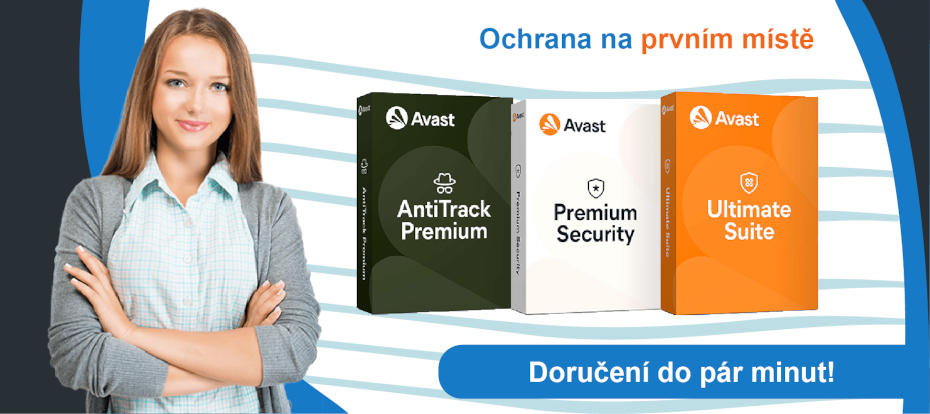 Ochrana na prvním místě
Avast
AntiTrack
Premium
AntiTrack Premium
Avast
Premium
Security
Premium Security
Avast
Ultimate
Suite
Ultimate Suite
Doručení do pár minut!